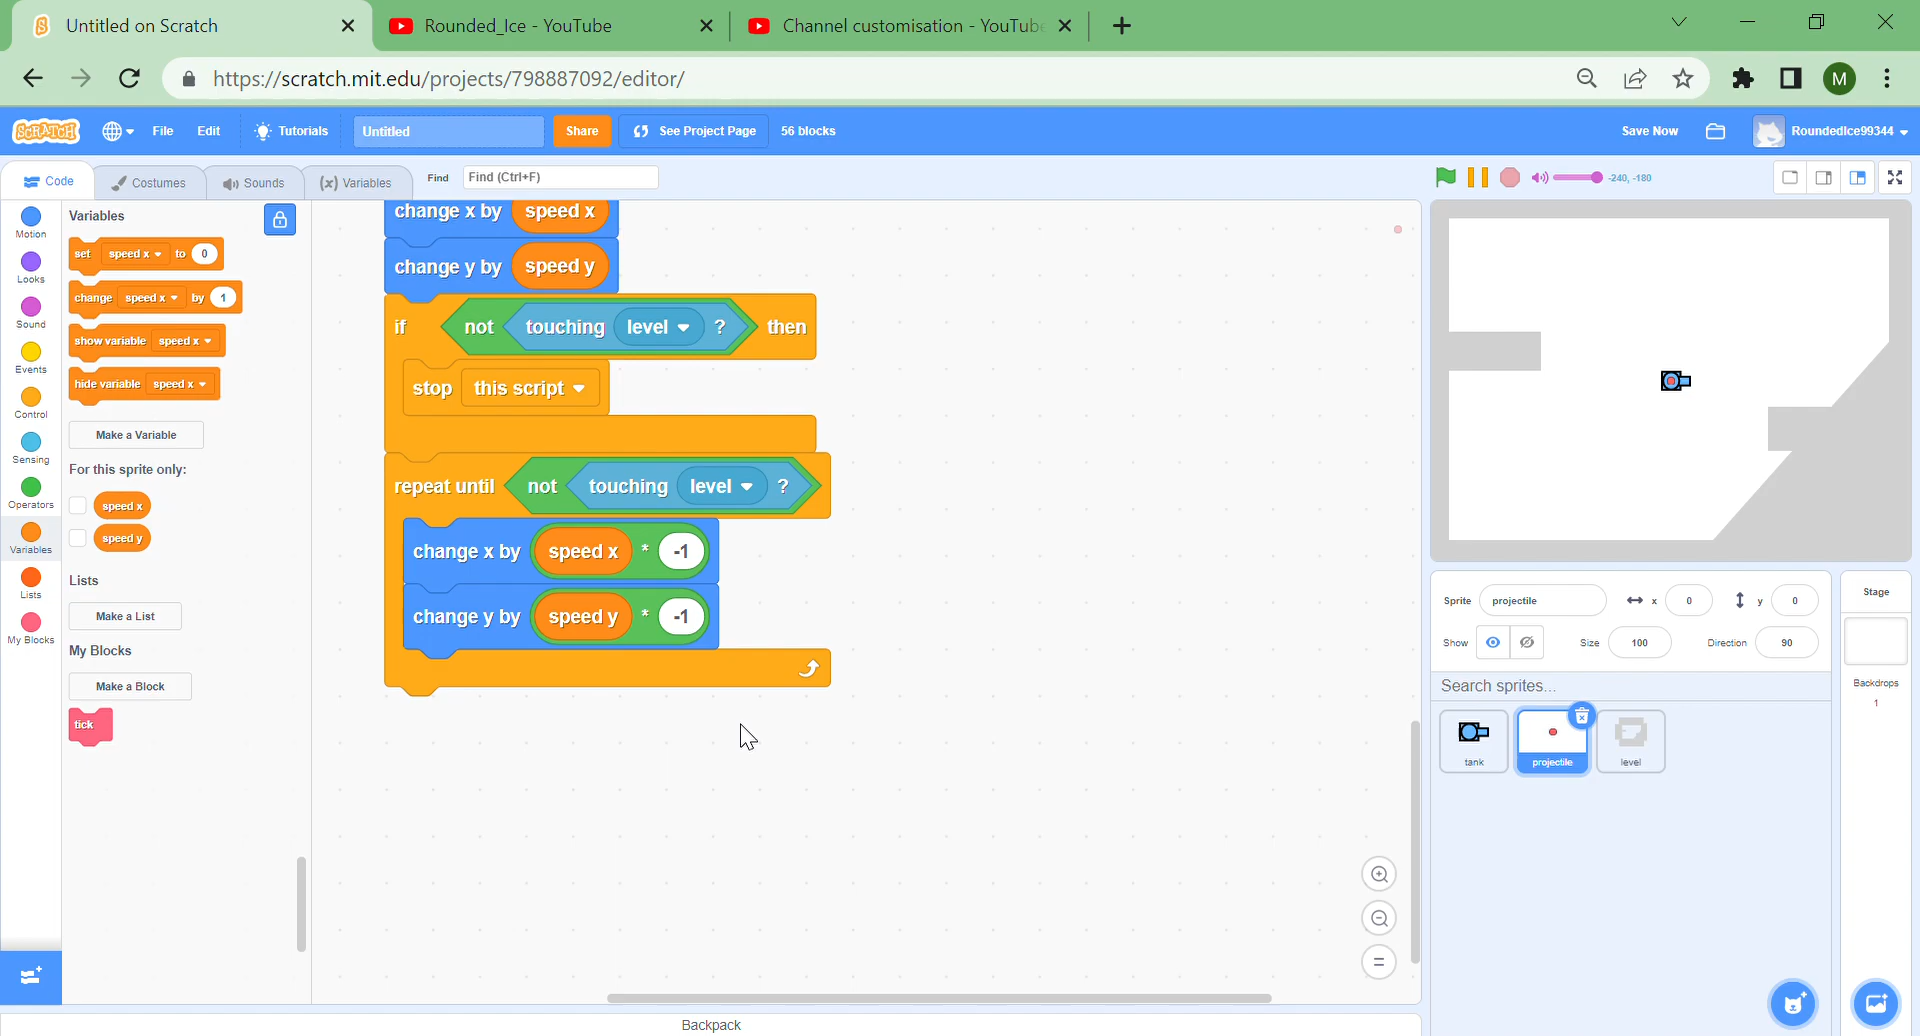 Untitled on Scratch
Rounded_Ice - YouTube
Channel customisation - YouTube
https://scratch.mit.edu/projects/798887092/editor/
M
SCRATCH
File
Edit
Tutorials
Untitled
Share
See Project Page
56 blocks
Save Now
RoundedIce99344
Code
Costumes
Sounds
(x) Variables
Find
Find (Ctrl+F)
-240, -180
Motion
Looks
Sound
Events
Control
Sensing
Operators
Variables
Lists
My Blocks
Variables
set speed x to 0
change speed x by 1
show variable speed x
hide variable speed x
Make a Variable
For this sprite only:
speed x
speed y
Lists
Make a List
My Blocks
Make a Block
tick
change x by speed x
change y by speed y
if not touching level ? then
stop this script
repeat until not touching level ?
change x by speed x * -1
change y by speed y * -1
Sprite projectile x 0 y 0
Show Size 100 Direction 90
Search sprites...
tank
projectile
level
Stage
Backdrops
1
Backpack